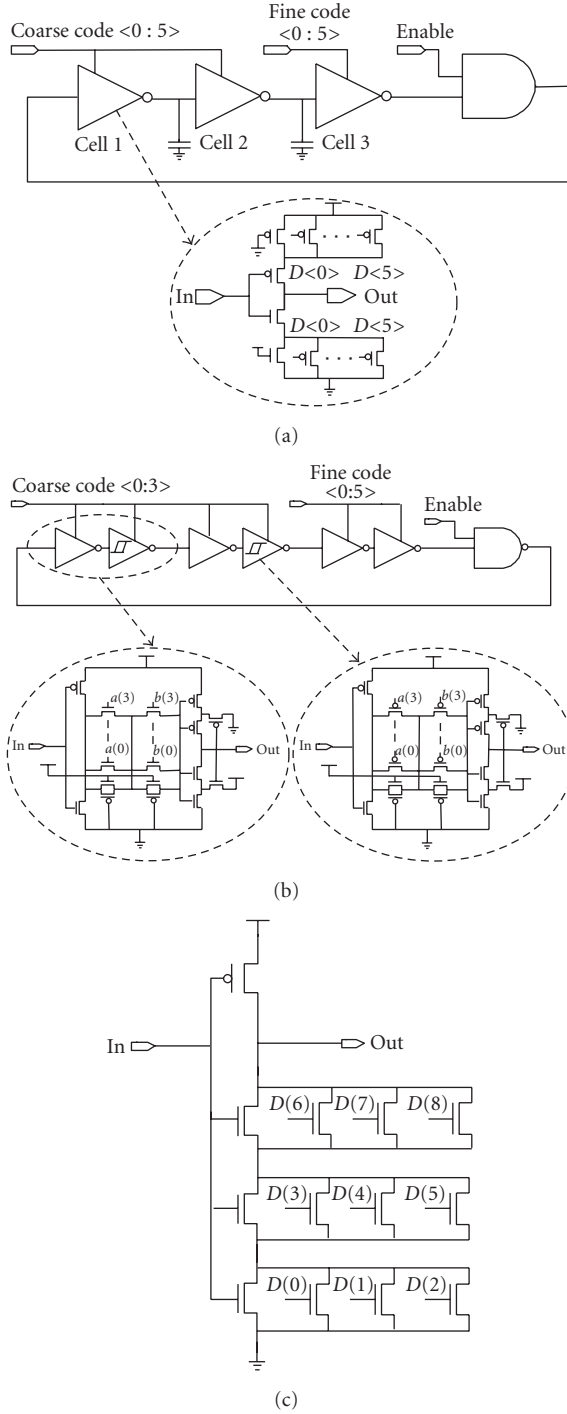 Coarse code <0 : 5>
Fine code
<0 : 5>
Enable
Cell 1
Cell 2
Cell 3
D<0> D<5>
In
Out
D<0> D<5>
(a)
Coarse code <0:3>
Fine code
<0:5>
Enable
a(3) b(3)
In
a(0) b(0)
Out
a(3) b(3)
In
a(0) b(0)
Out
(b)
In
Out
D(6) D(7) D(8)
D(3) D(4) D(5)
D(0) D(1) D(2)
(c)